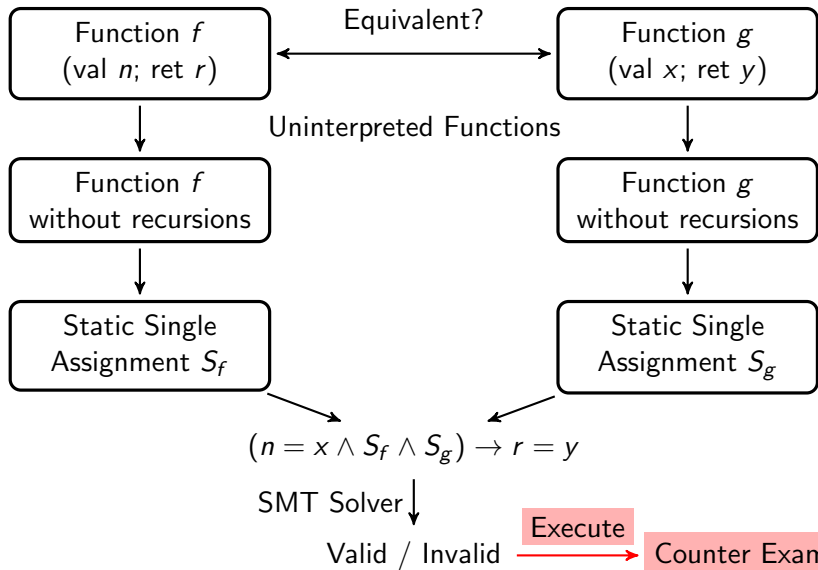 Function f
(val n; ret r)
Equivalent?
Function g
(val x; ret y)
Uninterpreted Functions
Function f
without recursions
Function g
without recursions
Static Single
Assignment S_f
Static Single
Assignment S_g
(n = x ∧ S_f ∧ S_g) → r = y
SMT Solver
Valid / Invalid
Execute
Counter